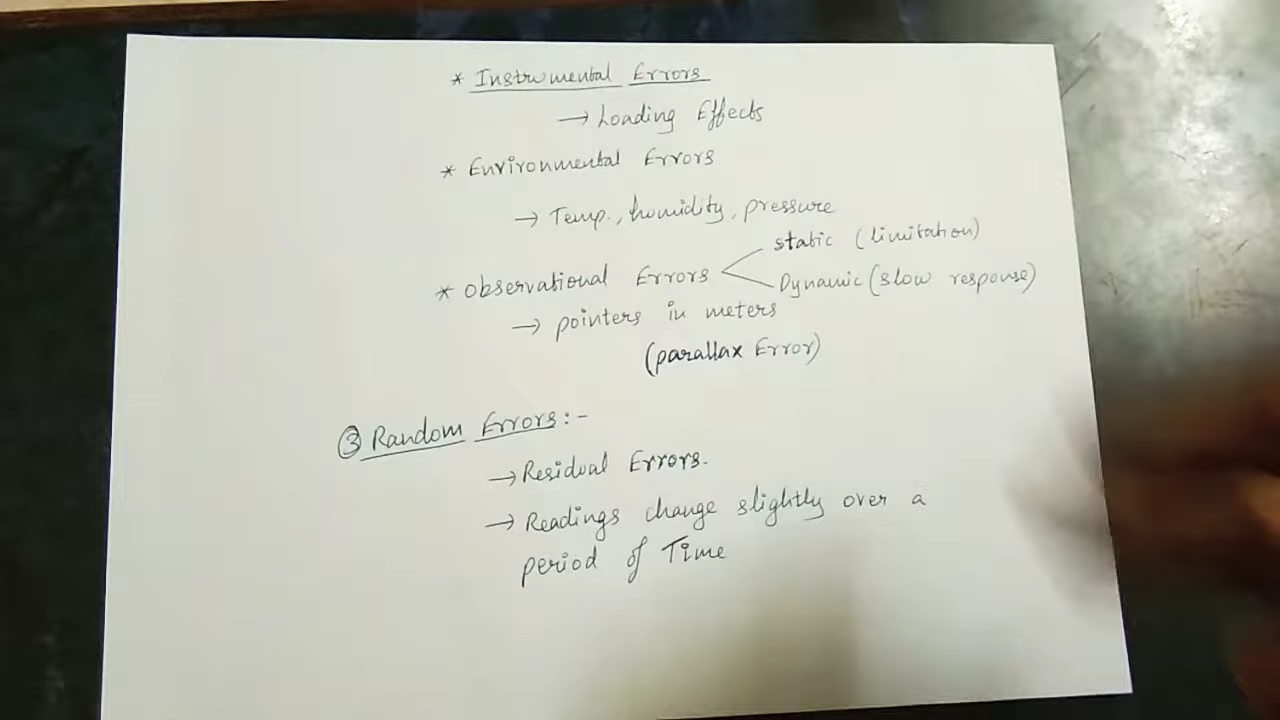 * Instrumental Errors
→ Loading Effects
* Environmental Errors
→ Temp., humidity, pressure
static (limitation)
* Observational Errors
Dynamic (slow response)
→ pointers in meters
(parallax Error)
③ Random Errors:-
→ Residual Errors.
→ Readings change slightly over a
period of Time